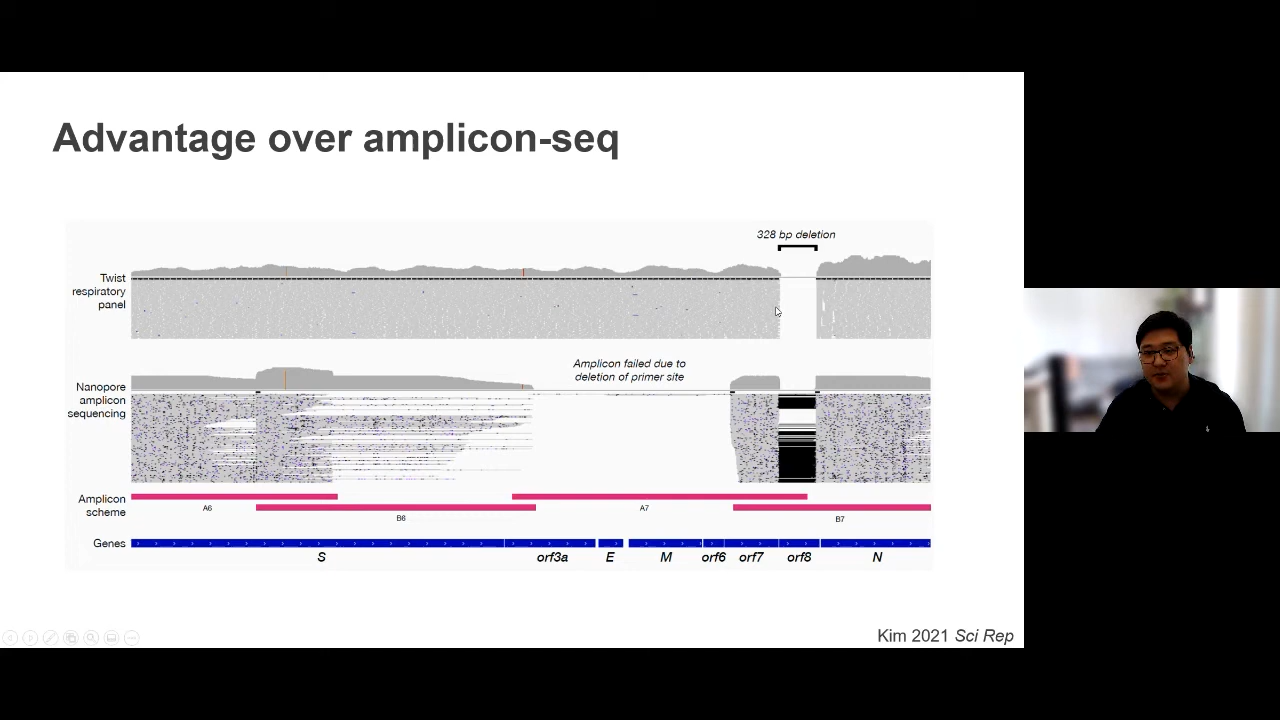 Advantage over amplicon-seq
328 bp deletion
Twist
respiratory
panel
Amplicon failed due to
deletion of primer site
Nanopore
amplicon
sequencing
Amplicon
scheme
A6
B6
A7
B7
Genes
S
orf3a
E
M
orf6
orf7
orf8
N
Kim 2021 Sci Rep